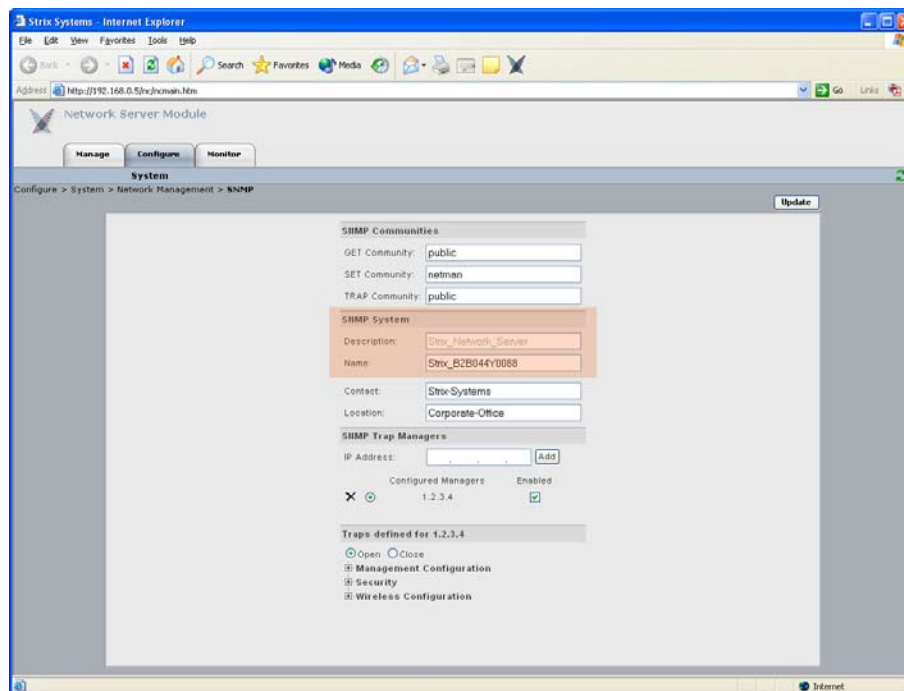 Strix Systems - Internet Explorer
File Edit View Favorites Tools Help
Back Search Favorites Media
Address http://192.168.0.5/nc/ncmain.htm Go Links
Network Server Module
Manage Configure Monitor
System
Configure > System > Network Management > SNMP
Update
SNMP Communities
GET Community: public
SET Community: netman
TRAP Community: public
SNMP System
Description: Strix_Network_Server
Name: Strix_B2B044Y0088
Contact: Strix-Systems
Location: Corporate-Office
SNMP Trap Managers
IP Address: . . . Add
Configured Managers Enabled
1.2.3.4
Traps defined for 1.2.3.4
Open Close
Management Configuration
Security
Wireless Configuration
Internet